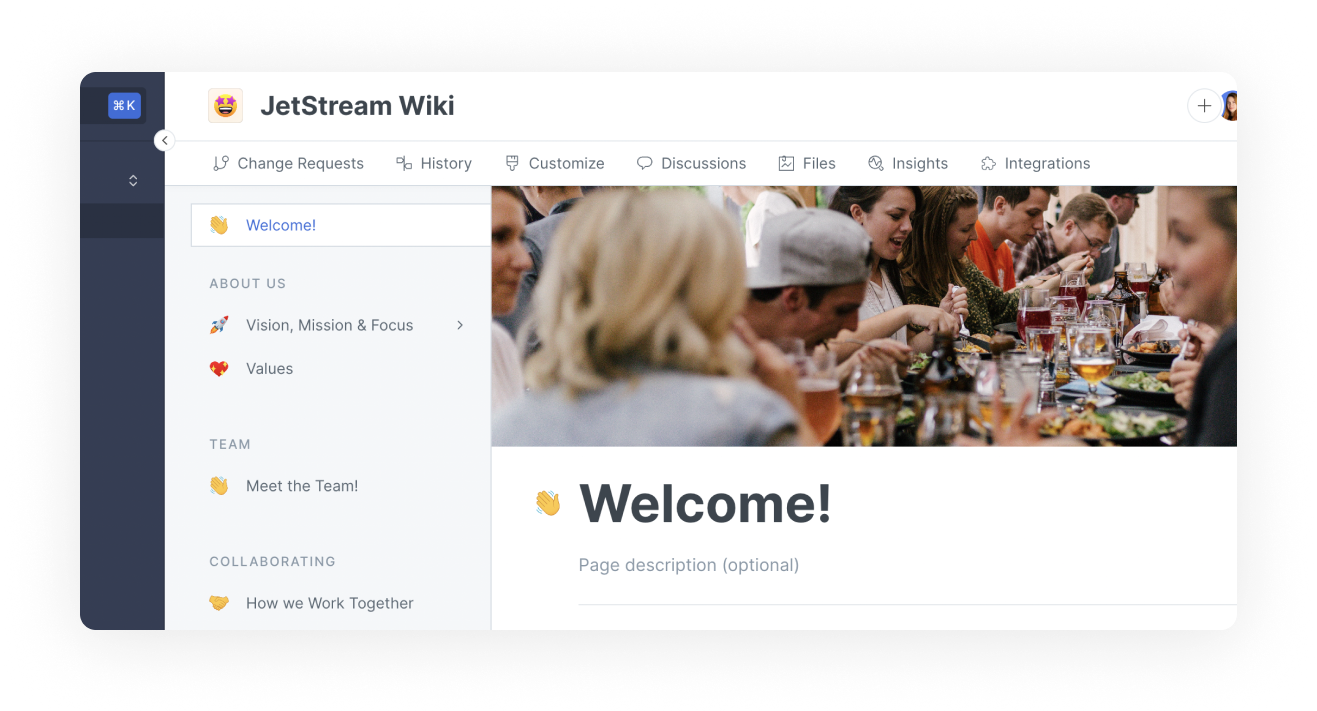 ⌘K
JetStream Wiki
Change Requests
History
Customize
Discussions
Files
Insights
Integrations
Welcome!
ABOUT US
Vision, Mission & Focus
Values
TEAM
Meet the Team!
COLLABORATING
How we Work Together
Welcome!
Page description (optional)